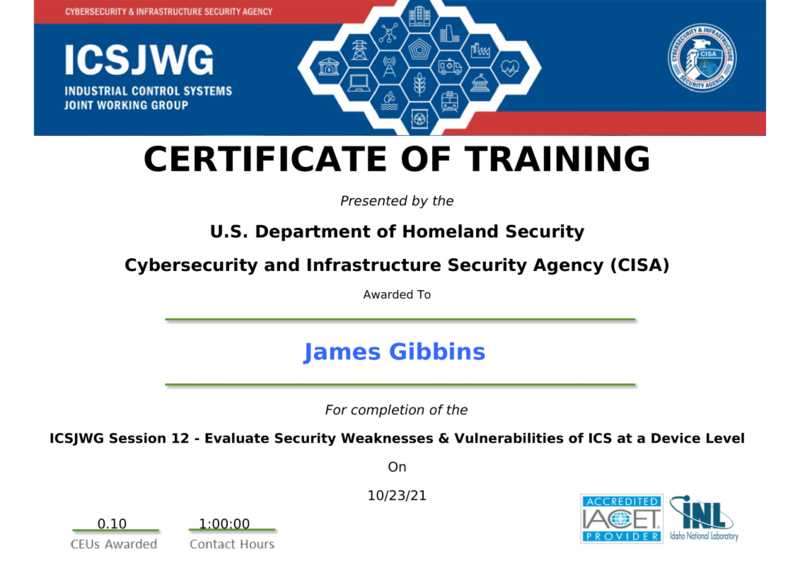 CYBERSECURITY & INFRASTRUCTURE SECURITY AGENCY
ICSJWG
INDUSTRIAL CONTROL SYSTEMS
JOINT WORKING GROUP
CYBERSECURITY & INFRASTRUCTURE
CISA
SECURITY AGENCY
CERTIFICATE OF TRAINING
Presented by the
U.S. Department of Homeland Security
Cybersecurity and Infrastructure Security Agency (CISA)
Awarded To
James Gibbins
For completion of the
ICSJWG Session 12 - Evaluate Security Weaknesses & Vulnerabilities of ICS at a Device Level
On
10/23/21
0.10 1:00:00
CEUs Awarded Contact Hours
ACCREDITED
IACET
PROVIDER
INL
Idaho National Laboratory